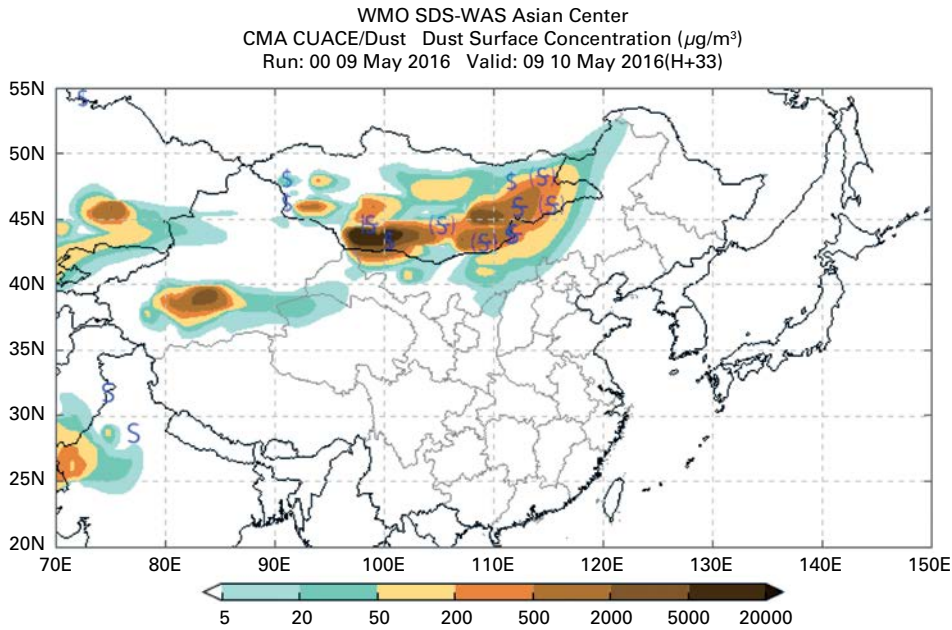 WMO SDS-WAS Asian Center
CMA CUACE/Dust Dust Surface Concentration (µg/m³)
Run: 00 09 May 2016 Valid: 09 10 May 2016(H+33)
55N
50N
45N
40N
35N
30N
25N
20N
70E 80E 90E 100E 110E 120E 130E 140E 150E
5 20 50 200 500 2000 5000 20000